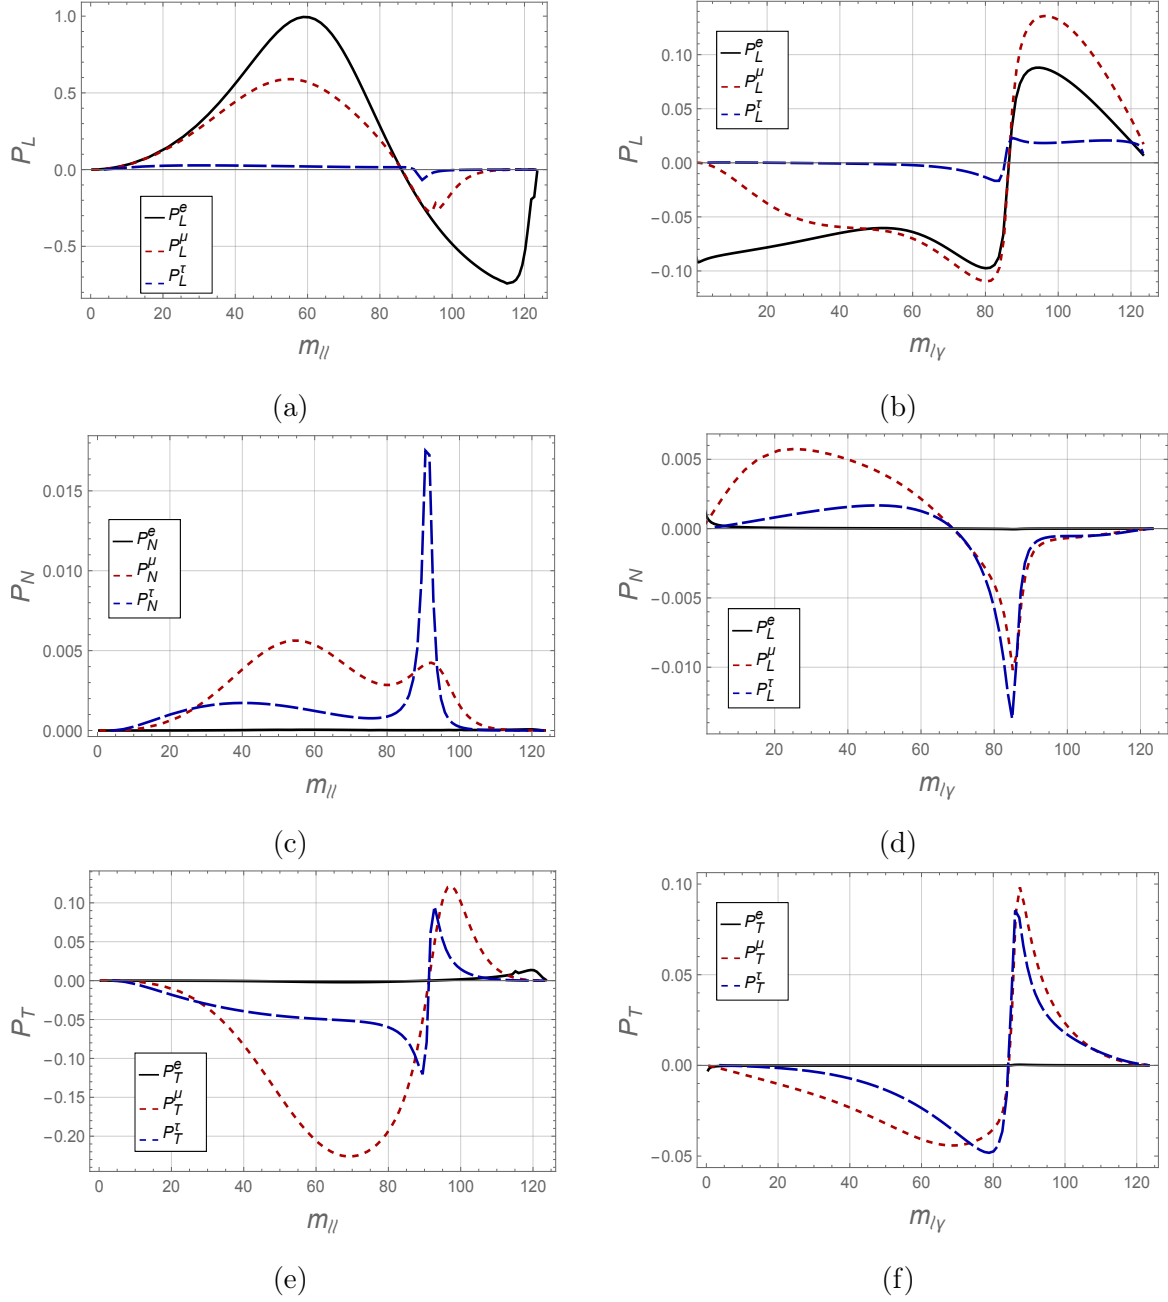 1.0
0.5
0.0
-0.5
P_L
P_L^e
P_L^μ
P_L^τ
0 20 40 60 80 100 120
m_ll
(a)
0.10
0.05
0.00
-0.05
-0.10
P_L
P_L^e
P_L^μ
P_L^τ
20 40 60 80 100 120
m_lγ
(b)
0.015
0.010
0.005
0.000
P_N
P_N^e
P_N^μ
P_N^τ
0 20 40 60 80 100 120
m_ll
(c)
0.005
0.000
-0.005
-0.010
P_N
P_L^e
P_L^μ
P_L^τ
20 40 60 80 100 120
m_lγ
(d)
0.10
0.05
0.00
-0.05
-0.10
-0.15
-0.20
P_T
P_T^e
P_T^μ
P_T^τ
0 20 40 60 80 100 120
m_ll
(e)
0.10
0.05
0.00
-0.05
P_T
P_T^e
P_T^μ
P_T^τ
0 20 40 60 80 100 120
m_lγ
(f)